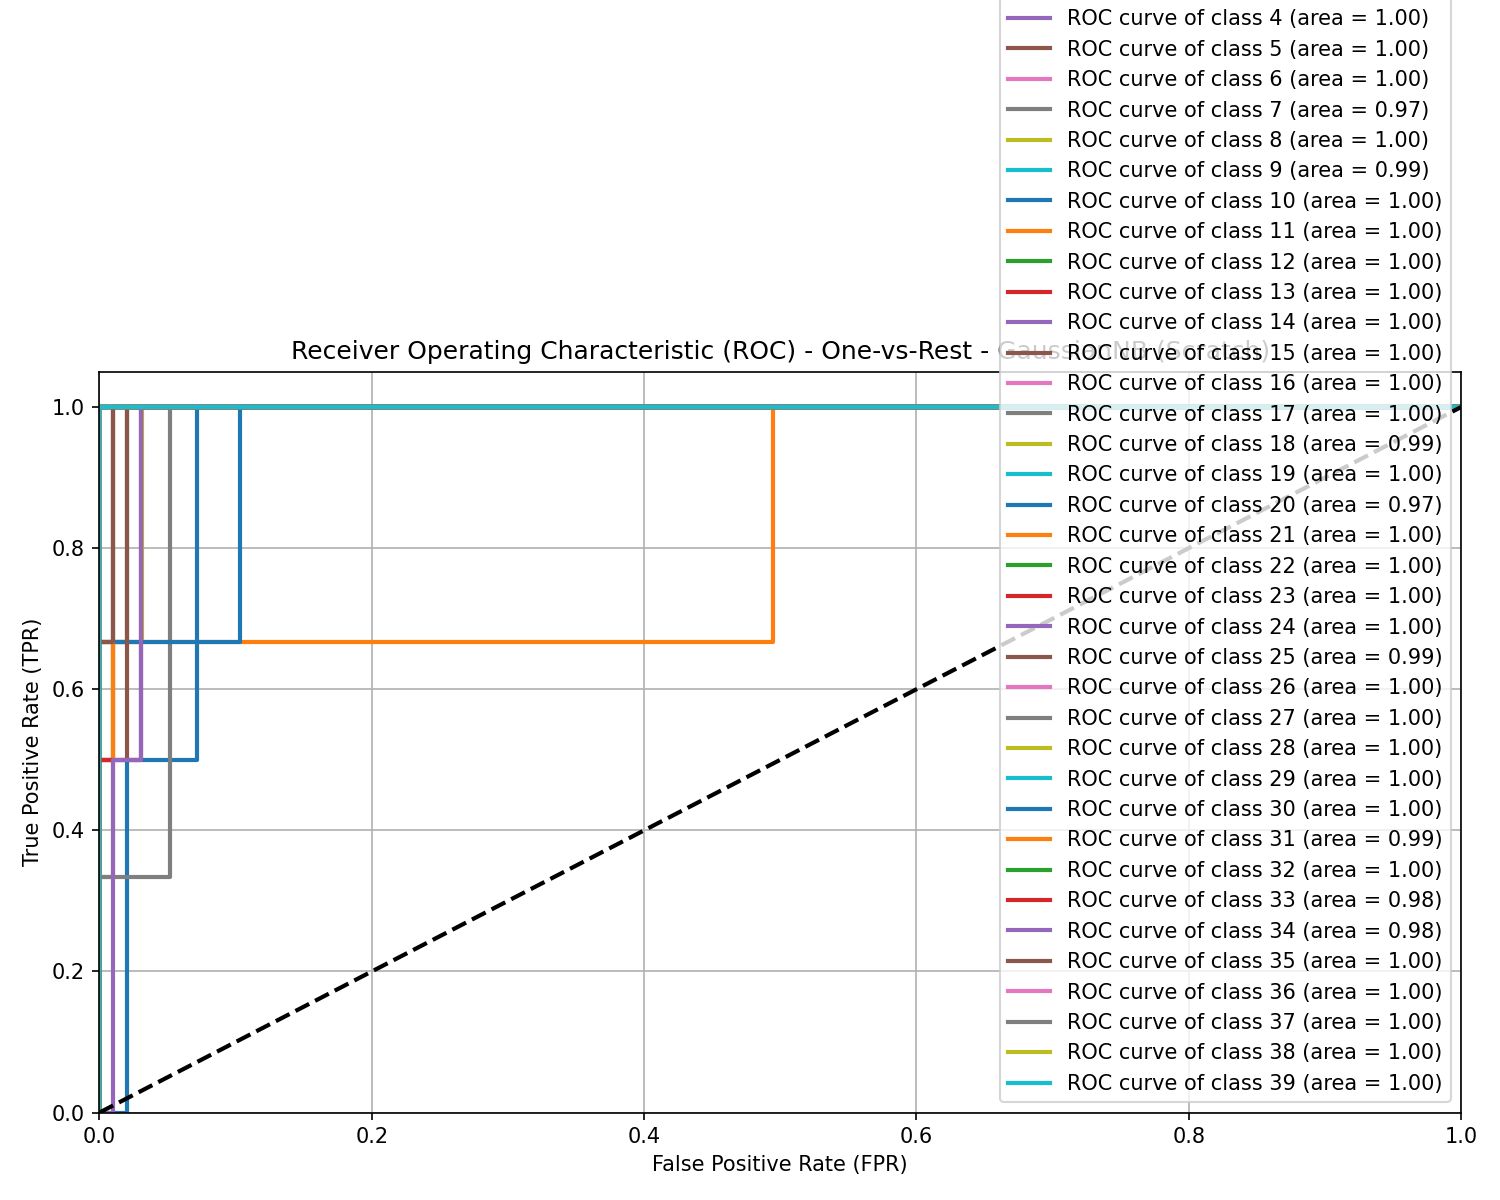 ROC curve of class 4 (area = 1.00)
ROC curve of class 5 (area = 1.00)
ROC curve of class 6 (area = 1.00)
ROC curve of class 7 (area = 0.97)
ROC curve of class 8 (area = 1.00)
ROC curve of class 9 (area = 0.99)
ROC curve of class 10 (area = 1.00)
ROC curve of class 11 (area = 1.00)
ROC curve of class 12 (area = 1.00)
ROC curve of class 13 (area = 1.00)
ROC curve of class 14 (area = 1.00)
Receiver Operating Characteristic (ROC) - One-vs-Rest - GaussianNB (Scratch)
ROC curve of class 15 (area = 1.00)
ROC curve of class 16 (area = 1.00)
ROC curve of class 17 (area = 1.00)
ROC curve of class 18 (area = 0.99)
ROC curve of class 19 (area = 1.00)
ROC curve of class 20 (area = 0.97)
ROC curve of class 21 (area = 1.00)
ROC curve of class 22 (area = 1.00)
ROC curve of class 23 (area = 1.00)
ROC curve of class 24 (area = 1.00)
ROC curve of class 25 (area = 0.99)
ROC curve of class 26 (area = 1.00)
ROC curve of class 27 (area = 1.00)
ROC curve of class 28 (area = 1.00)
ROC curve of class 29 (area = 1.00)
ROC curve of class 30 (area = 1.00)
ROC curve of class 31 (area = 0.99)
ROC curve of class 32 (area = 1.00)
ROC curve of class 33 (area = 0.98)
ROC curve of class 34 (area = 0.98)
ROC curve of class 35 (area = 1.00)
ROC curve of class 36 (area = 1.00)
ROC curve of class 37 (area = 1.00)
ROC curve of class 38 (area = 1.00)
ROC curve of class 39 (area = 1.00)
True Positive Rate (TPR)
1.0
0.8
0.6
0.4
0.2
0.0
0.0 0.2 0.4 0.6 0.8 1.0
False Positive Rate (FPR)